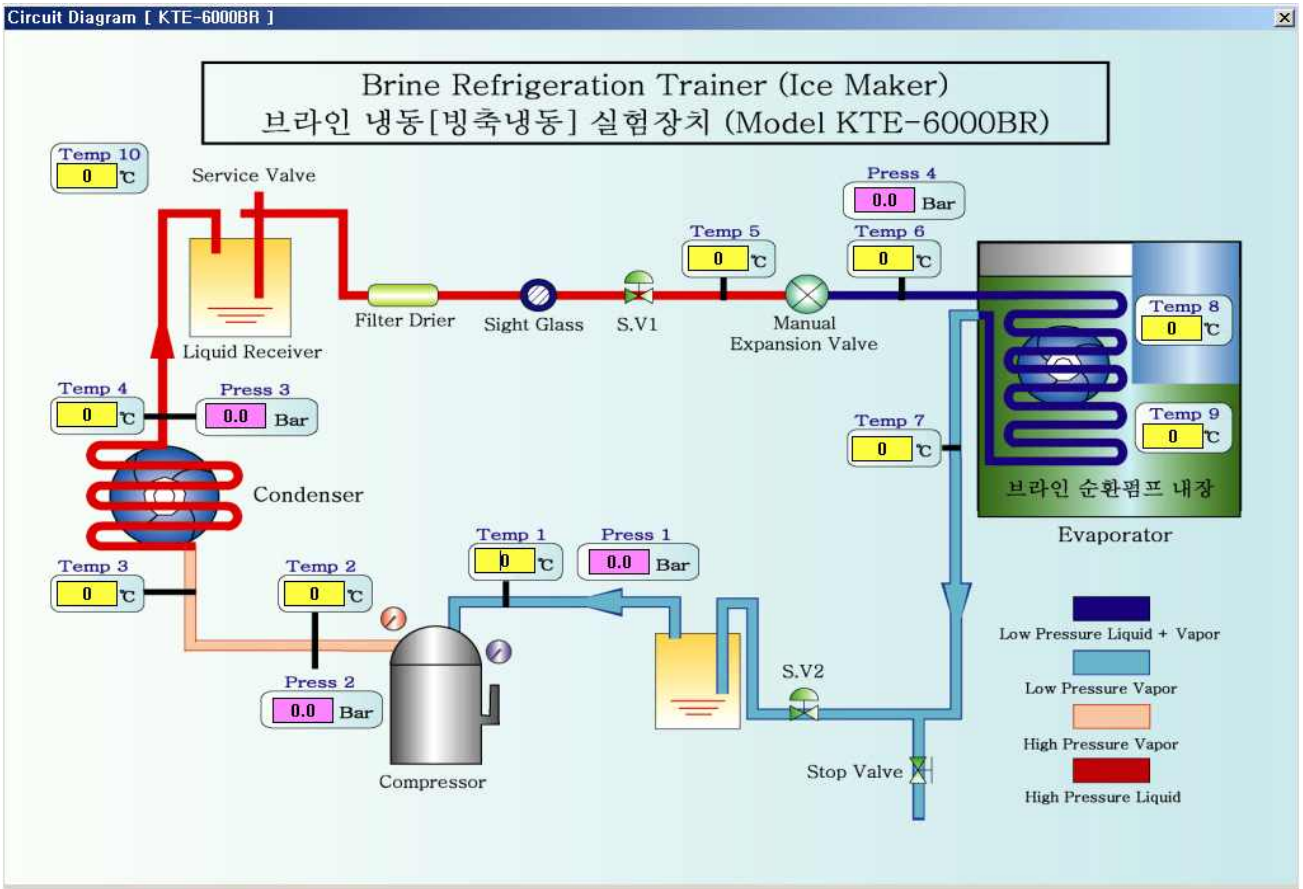 Circuit Diagram [ KTE-6000BR ]
Brine Refrigeration Trainer (Ice Maker)
브라인 냉동[빙축냉동] 실험장치 (Model KTE-6000BR)
Temp 10
0 ℃
Service Valve
Press 4
0.0 Bar
Temp 5
0 ℃
Temp 6
0 ℃
Temp 8
0 ℃
Filter Drier
Sight Glass
S.V1
Manual
Expansion Valve
Liquid Receiver
Temp 4
0 ℃
Press 3
0.0 Bar
Temp 7
0 ℃
Temp 9
0 ℃
브라인 순환펌프 내장
Condenser
Evaporator
Temp 1
0 ℃
Press 1
0.0 Bar
Temp 3
0 ℃
Temp 2
0 ℃
Low Pressure Liquid + Vapor
S.V2
Press 2
0.0 Bar
Low Pressure Vapor
High Pressure Vapor
Compressor
Stop Valve
High Pressure Liquid